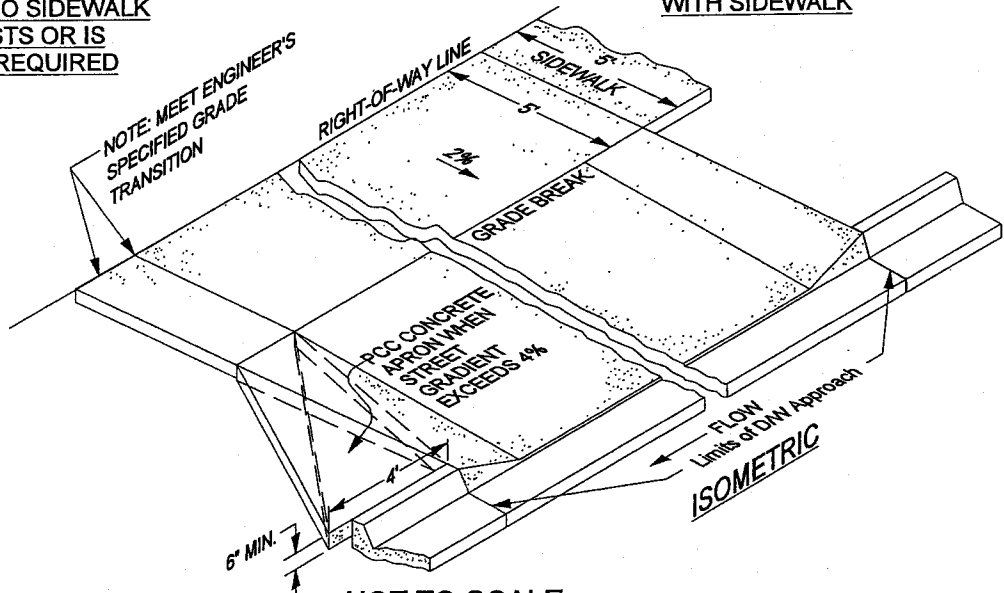 O SIDEWALK
STS OR IS
REQUIRED
WITH SIDEWALK
NOTE: MEET ENGINEER'S
SPECIFIED GRADE
TRANSITION
RIGHT-OF-WAY LINE
5'
SIDEWALK
5'
2%
GRADE BREAK
PCC CONCRETE
APRON WHEN
STREET
GRADIENT
EXCEEDS 4%
4'
6" MIN.
FLOW
Limits of D/W Approach
ISOMETRIC
NOT TO SCALE